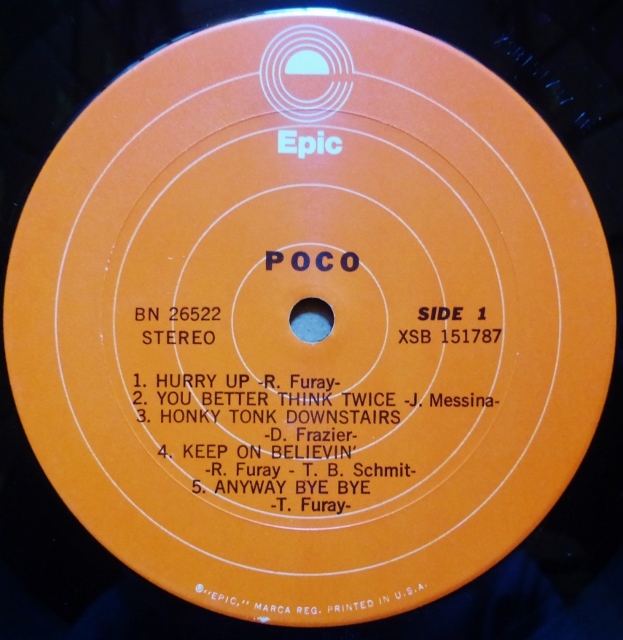 Epic
POCO
BN 26522
STEREO
SIDE 1
XSB 151787
1. HURRY UP -R. Furay-
2. YOU BETTER THINK TWICE -J. Messina-
3. HONKY TONK DOWNSTAIRS
-D. Frazier-
4. KEEP ON BELIEVIN'
-R. Furay - T. B. Schmit-
5. ANYWAY BYE BYE
-T. Furay-
®"EPIC," MARCA REG. PRINTED IN U.S.A.